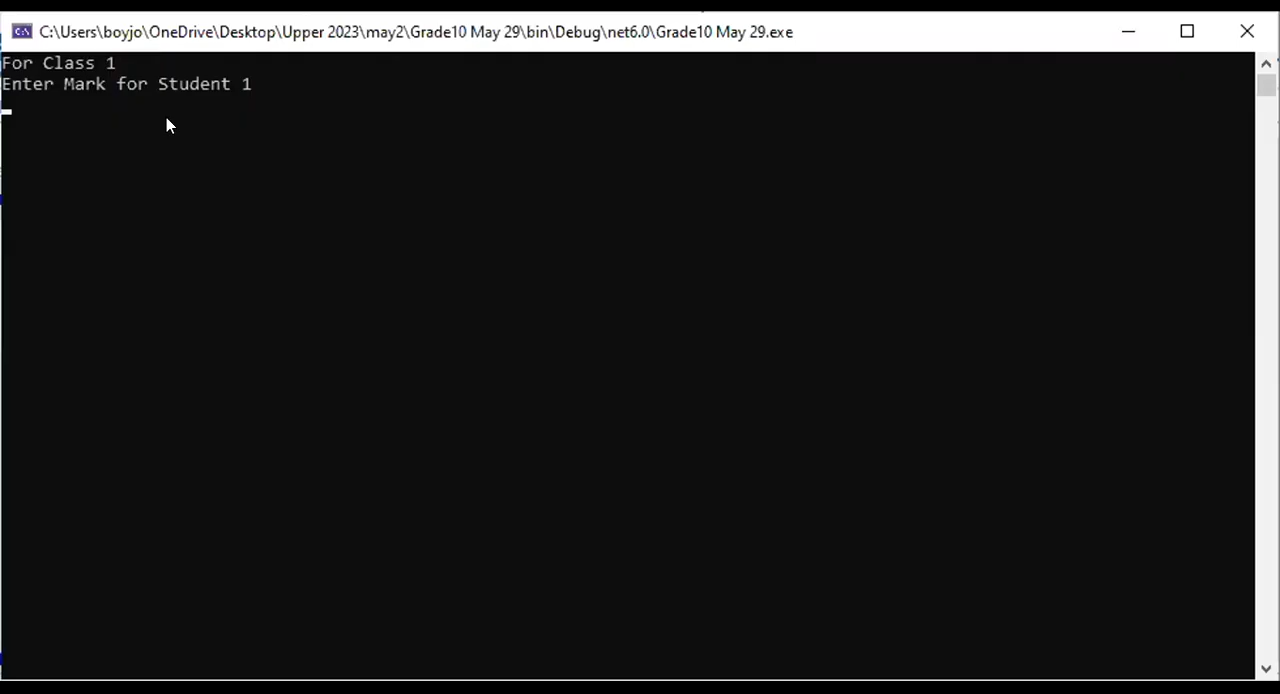 C:\Users\boyjo\OneDrive\Desktop\Upper 2023\may2\Grade10 May 29\bin\Debug\net6.0\Grade10 May 29.exe
For Class 1
Enter Mark for Student 1